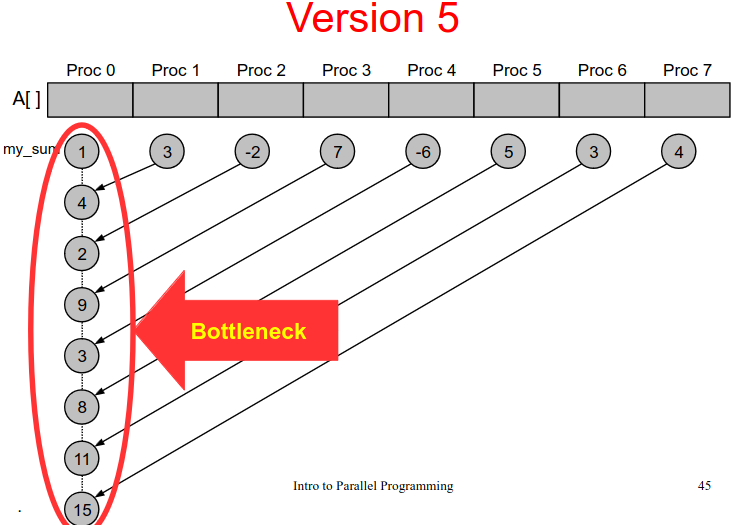 Version 5
Proc 0 Proc 1 Proc 2 Proc 3 Proc 4 Proc 5 Proc 6 Proc 7
A[ ]
my_sum 1 3 -2 7 -6 5 3 4
4
2
9
Bottleneck
3
8
11
Intro to Parallel Programming 45
. 15